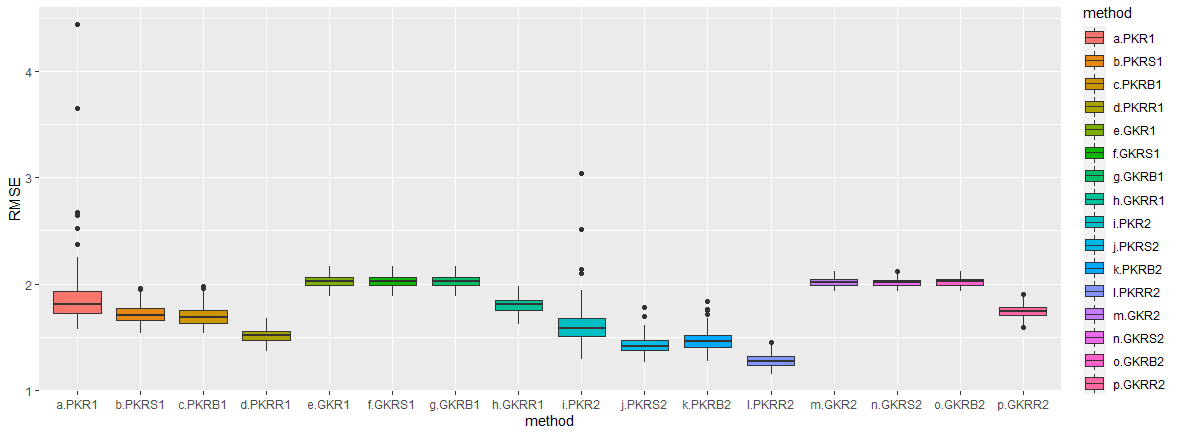 4
3
2
1
RMSE
a.PKR1 b.PKRS1 c.PKRB1 d.PKRR1 e.GKR1 f.GKRS1 g.GKRB1 h.GKRR1 i.PKR2 j.PKRS2 k.PKRB2 l.PKRR2 m.GKR2 n.GKRS2 o.GKRB2 p.GKRR2
method
method
a.PKR1
b.PKRS1
c.PKRB1
d.PKRR1
e.GKR1
f.GKRS1
g.GKRB1
h.GKRR1
i.PKR2
j.PKRS2
k.PKRB2
l.PKRR2
m.GKR2
n.GKRS2
o.GKRB2
p.GKRR2